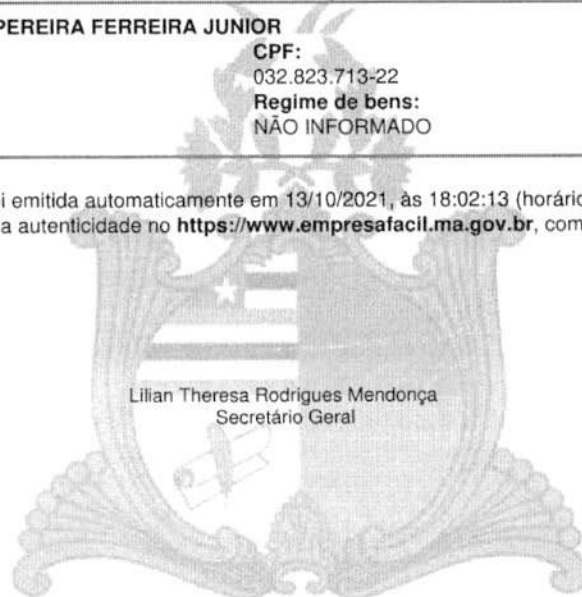 PEREIRA FERREIRA JUNIOR
CPF:
032.823.713-22
Regime de bens:
NÃO INFORMADO
i emitida automaticamente em 13/10/2021, às 18:02:13 (horário
a autenticidade no https://www.empresafacil.ma.gov.br, com
Lilian Theresa Rodrigues Mendonça
Secretário Geral